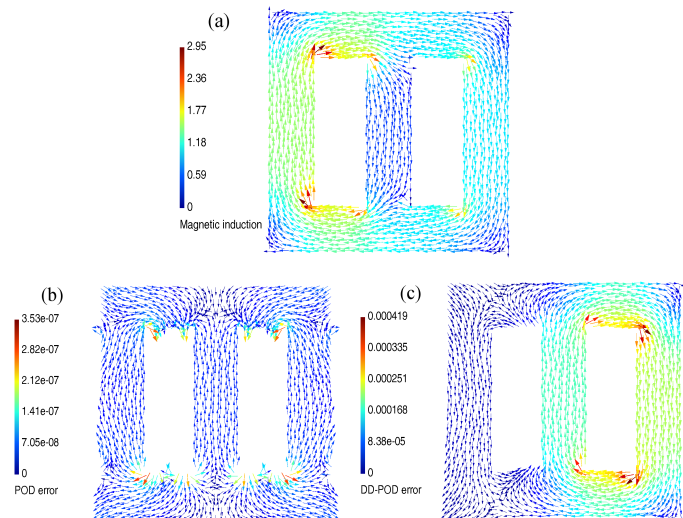 (a)
2.95
2.36
1.77
1.18
0.59
0
Magnetic induction
(b)
3.53e-07
2.82e-07
2.12e-07
1.41e-07
7.05e-08
0
POD error
(c)
0.000419
0.000335
0.000251
0.000168
8.38e-05
0
DD-POD error